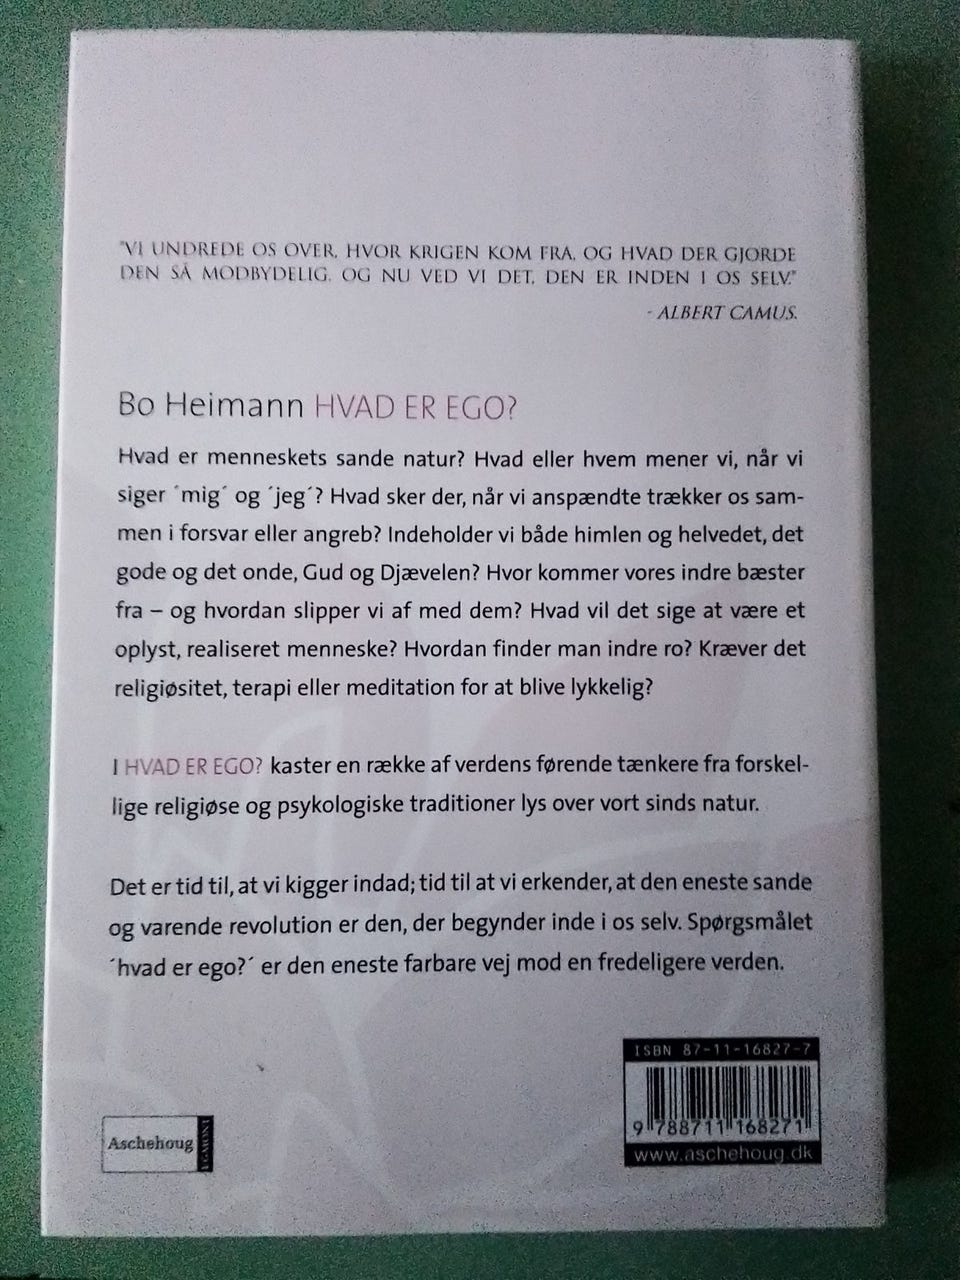 "VI UNDREDE OS OVER, HVOR KRIGEN KOM FRA, OG HVAD DER GJORDE
DEN SÅ MODBYDELIG. OG NU VED VI DET, DEN ER INDEN I OS SELV."
- ALBERT CAMUS.
Bo Heimann HVAD ER EGO?
Hvad er menneskets sande natur? Hvad eller hvem mener vi, når vi
siger ´mig´ og ´jeg´? Hvad sker der, når vi anspændte trækker os sam-
men i forsvar eller angreb? Indeholder vi både himlen og helvedet, det
gode og det onde, Gud og Djævelen? Hvor kommer vores indre bæster
fra – og hvordan slipper vi af med dem? Hvad vil det sige at være et
oplyst, realiseret menneske? Hvordan finder man indre ro? Kræver det
religiøsitet, terapi eller meditation for at blive lykkelig?
I HVAD ER EGO? kaster en række af verdens førende tænkere fra forskel-
lige religiøse og psykologiske traditioner lys over vort sinds natur.
Det er tid til, at vi kigger indad; tid til at vi erkender, at den eneste sande
og varende revolution er den, der begynder inde i os selv. Spørgsmålet
´hvad er ego?´ er den eneste farbare vej mod en fredeligere verden.
ISBN 87-11-16827-7
9 788711 168271
www.aschehoug.dk
Aschehoug
EGMONT